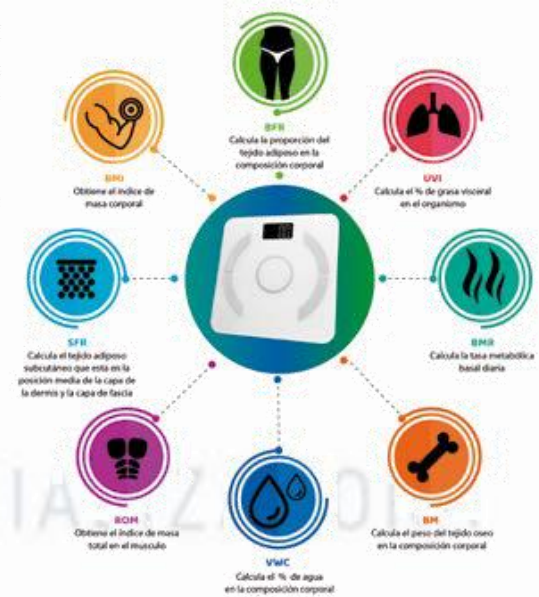 BFR
Calcula la proporción del
tejido adiposo en la
composición corporal
BMI
Obtiene el índice de
masa corporal
UVI
Calcula el % de grasa visceral
en el organismo
SFR
Calcula el tejido adiposo
subcutáneo que está en la
posición media de la capa de
la dermis y la capa de fascia
BMR
Calcula la tasa metabólica
basal diaria
ROM
Obtiene el índice de masa
total en el musculo
BM
Calcula el peso del tejido oseo
en la composición corporal
VWC
Calcula el % de agua
en la composición corporal